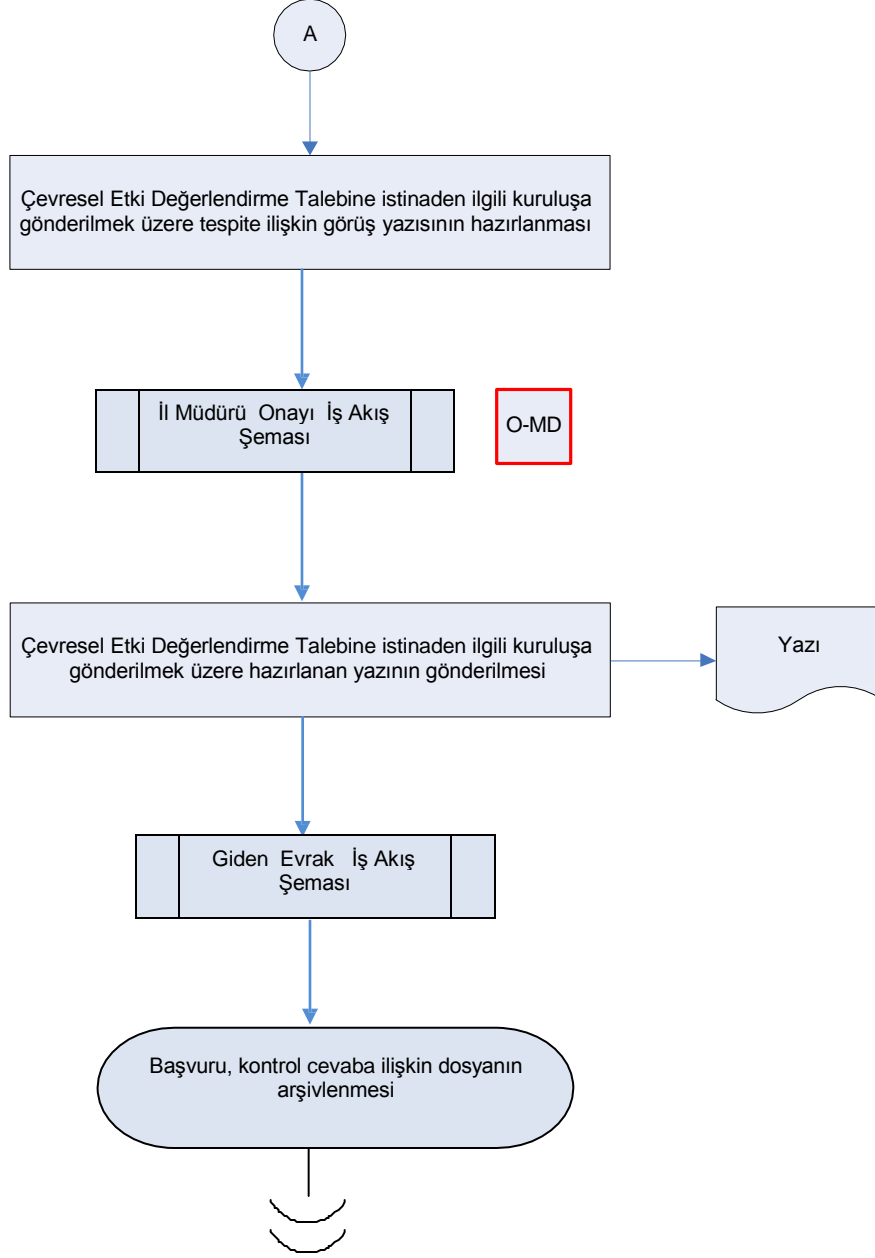 A
Çevresel Etki Değerlendirme Talebine istinaden ilgili kuruluşa
gönderilmek üzere tespite ilişkin görüş yazısının hazırlanması
İl Müdürü Onayı İş Akış
Şeması
O-MD
Çevresel Etki Değerlendirme Talebine istinaden ilgili kuruluşa
gönderilmek üzere hazırlanan yazının gönderilmesi
Yazı
Giden Evrak İş Akış
Şeması
Başvuru, kontrol cevaba ilişkin dosyanın
arşivlenmesi